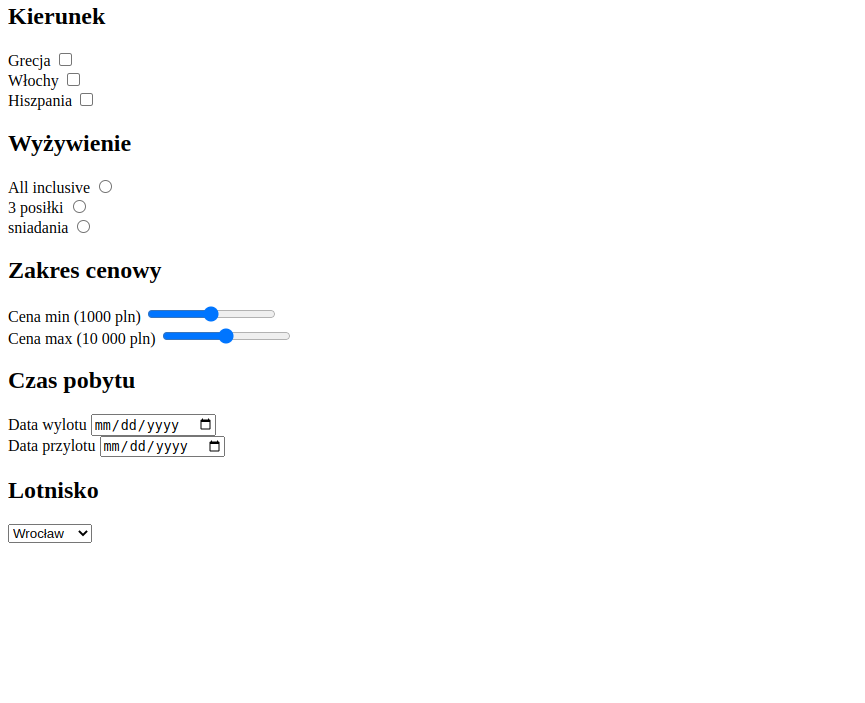 Kierunek
Grecja
Włochy
Hiszpania
Wyżywienie
All inclusive
3 posiłki
sniadania
Zakres cenowy
Cena min (1000 pln)
Cena max (10 000 pln)
Czas pobytu
Data wylotu mm/dd/yyyy
Data przylotu mm/dd/yyyy
Lotnisko
Wrocław